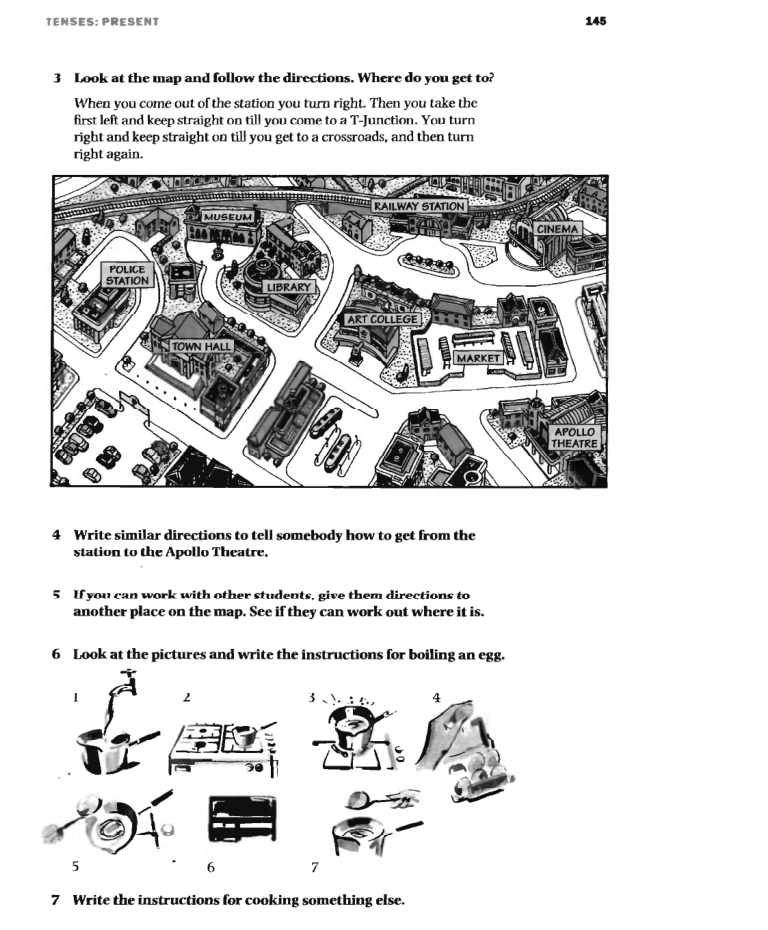 TENSES: PRESENT
145
3 Look at the map and follow the directions. Where do you get to?
When you come out of the station you turn right. Then you take the
first left and keep straight on till you come to a T-Junction. You turn
right and keep straight on till you get to a crossroads, and then turn
right again.
RAILWAY STATION
MUSEUM
CINEMA
POLICE
STATION
LIBRARY
ART COLLEGE
TOWN HALL
MARKET
APOLLO
THEATRE
4 Write similar directions to tell somebody how to get from the
station to the Apollo Theatre.
5 If you can work with other students, give them directions to
another place on the map. See if they can work out where it is.
6 Look at the pictures and write the instructions for boiling an egg.
1
2
3
4
5
6
7
7 Write the instructions for cooking something else.